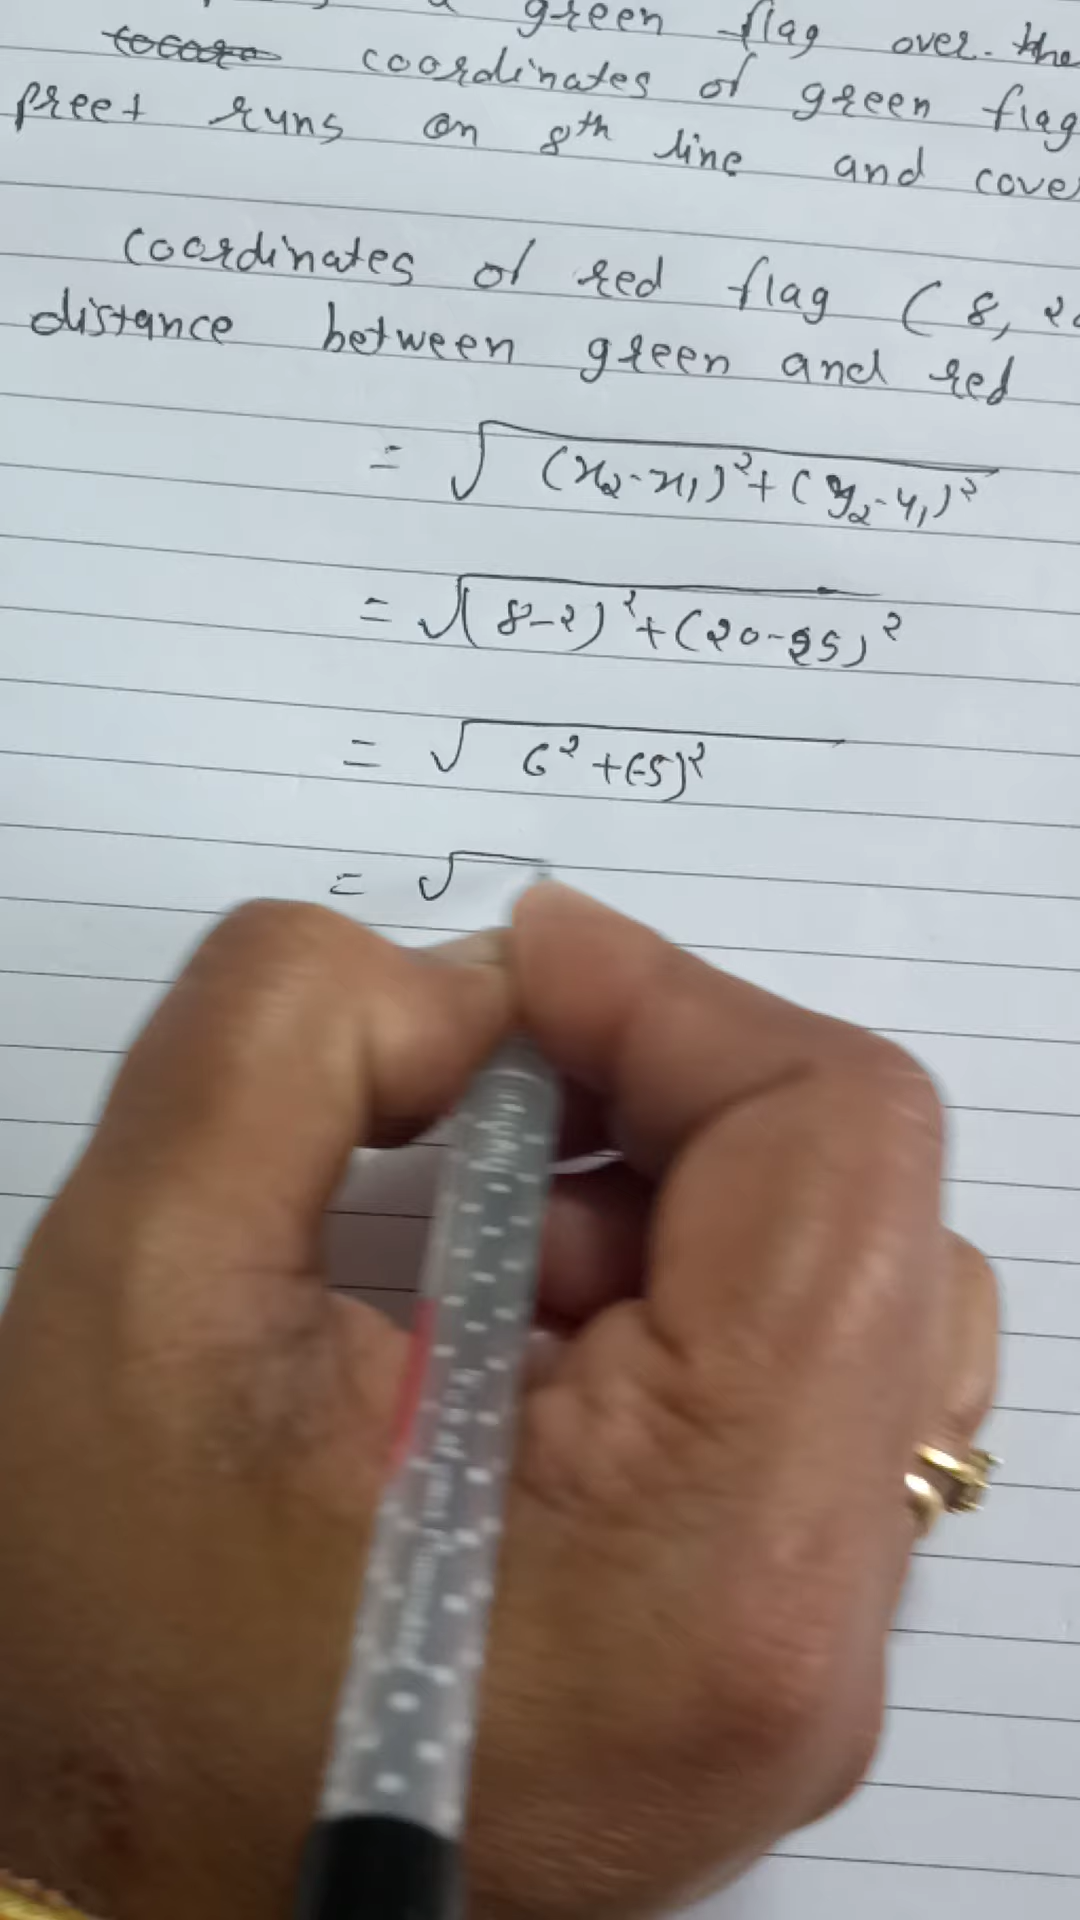 green flag over the
coordinates of green flag
preet runs on 8th line and cove
coordinates of red flag (8, 20
distance between green and red
= √(x₂-x₁)²+(y₂-y₁)²
= √(8-2)²+(20-25)²
= √6²+(-5)²
= √